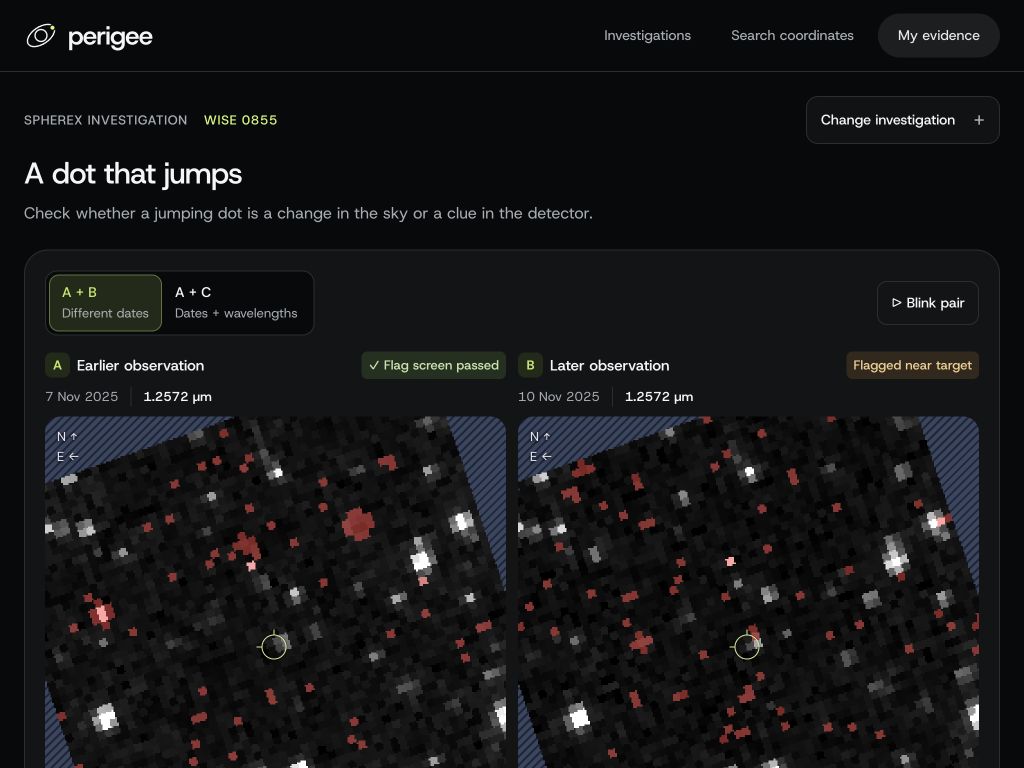 perigee
Investigations
Search coordinates
My evidence
SPHEREX INVESTIGATION WISE 0855
Change investigation +
A dot that jumps
Check whether a jumping dot is a change in the sky or a clue in the detector.
A + B
Different dates
A + C
Dates + wavelengths
▷ Blink pair
A Earlier observation
✓ Flag screen passed
7 Nov 2025 1.2572 µm
N ↑
E ←
B Later observation
Flagged near target
10 Nov 2025 1.2572 µm
N ↑
E ←